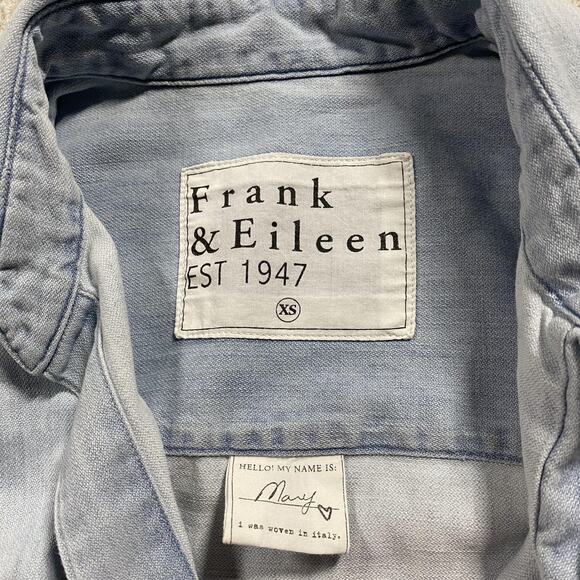 Frank
& Eileen
EST 1947
XS
HELLO! MY NAME IS:
Mary
i was woven in italy.